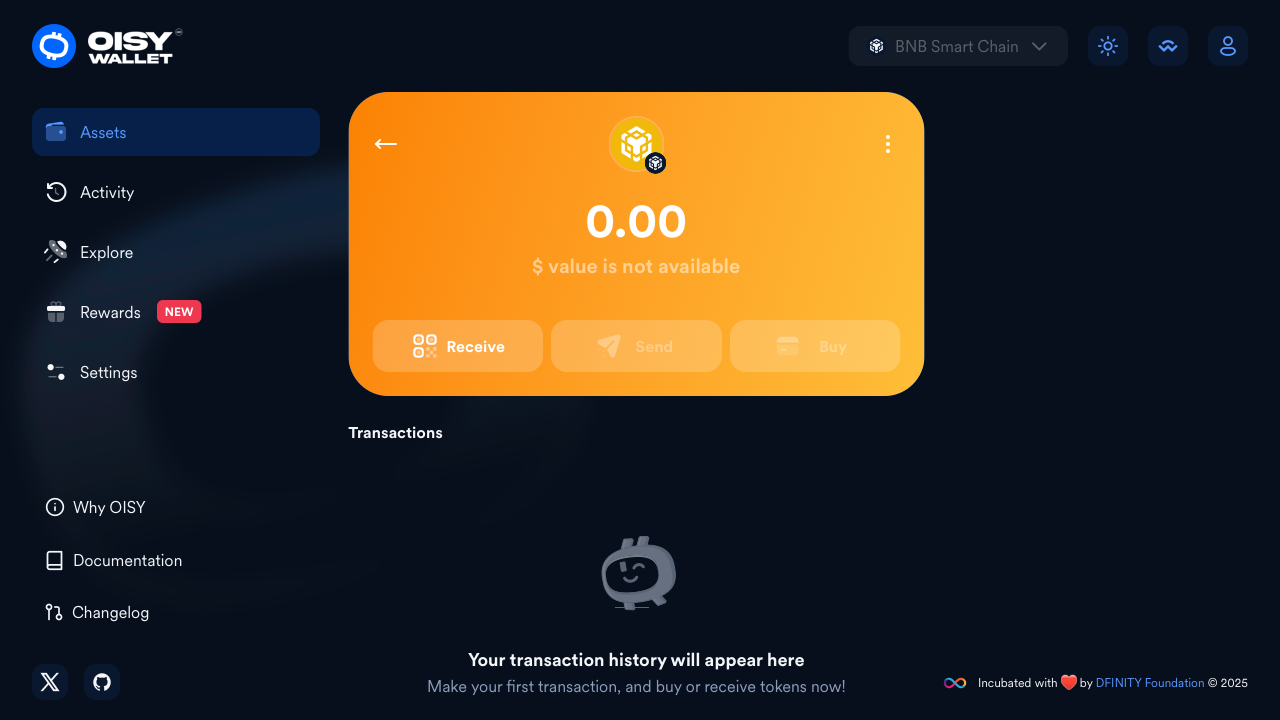 OISY
WALLET
BNB Smart Chain
Assets
Activity
Explore
Rewards NEW
Settings
Why OISY
Documentation
Changelog
0.00
$ value is not available
Receive
Send
Buy
Transactions
Your transaction history will appear here
Make your first transaction, and buy or receive tokens now!
Incubated with ❤️ by DFINITY Foundation © 2025